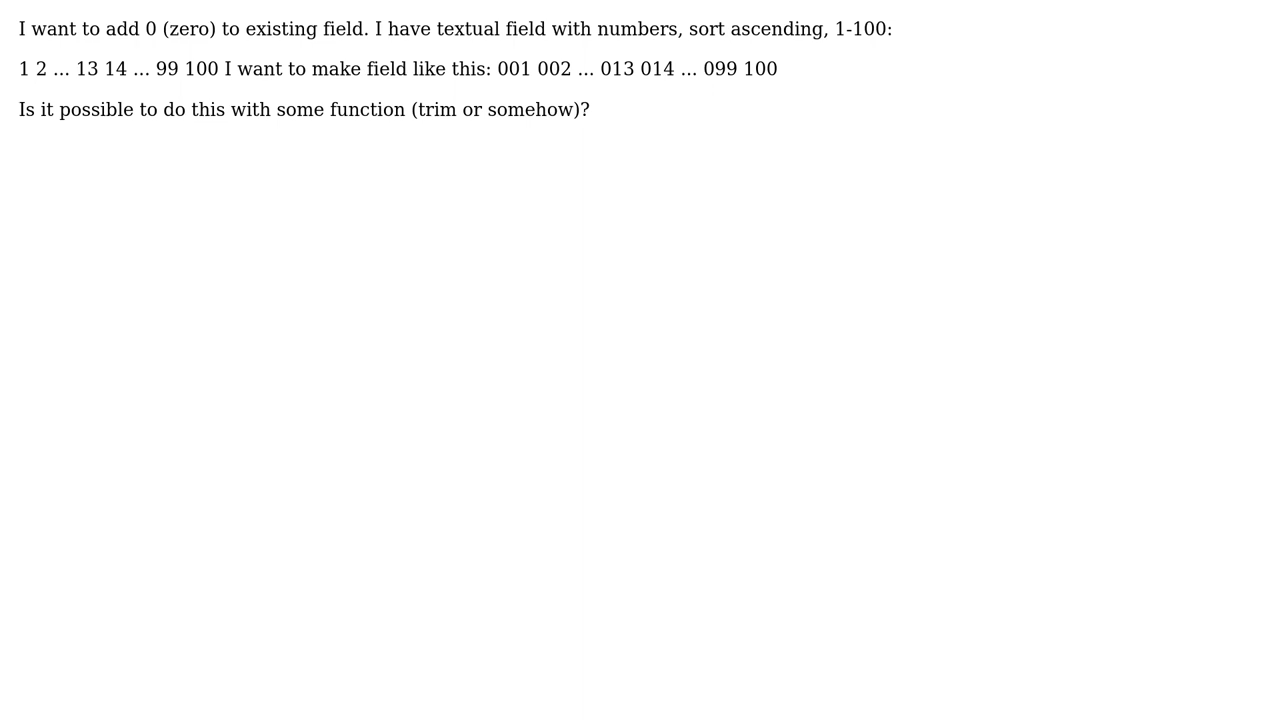 I want to add 0 (zero) to existing field. I have textual field with numbers, sort ascending, 1-100:
1 2 ... 13 14 ... 99 100 I want to make field like this: 001 002 ... 013 014 ... 099 100
Is it possible to do this with some function (trim or somehow)?